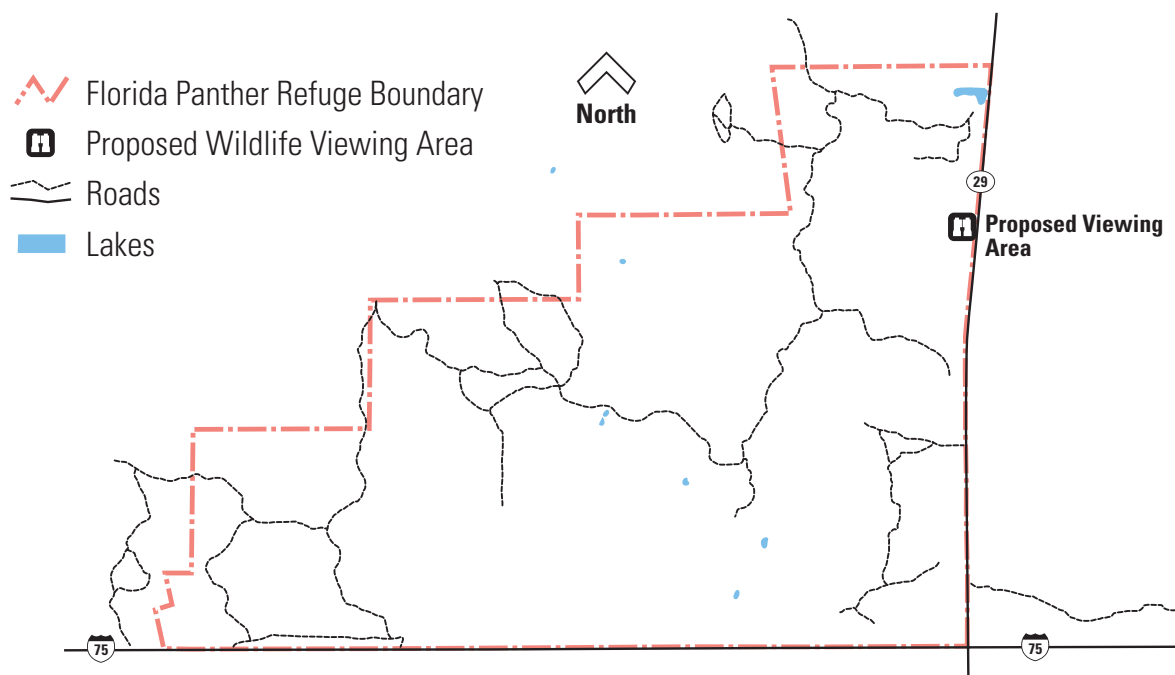 Florida Panther Refuge Boundary
Proposed Wildlife Viewing Area
Roads
Lakes
North
29
Proposed Viewing
Area
75
75